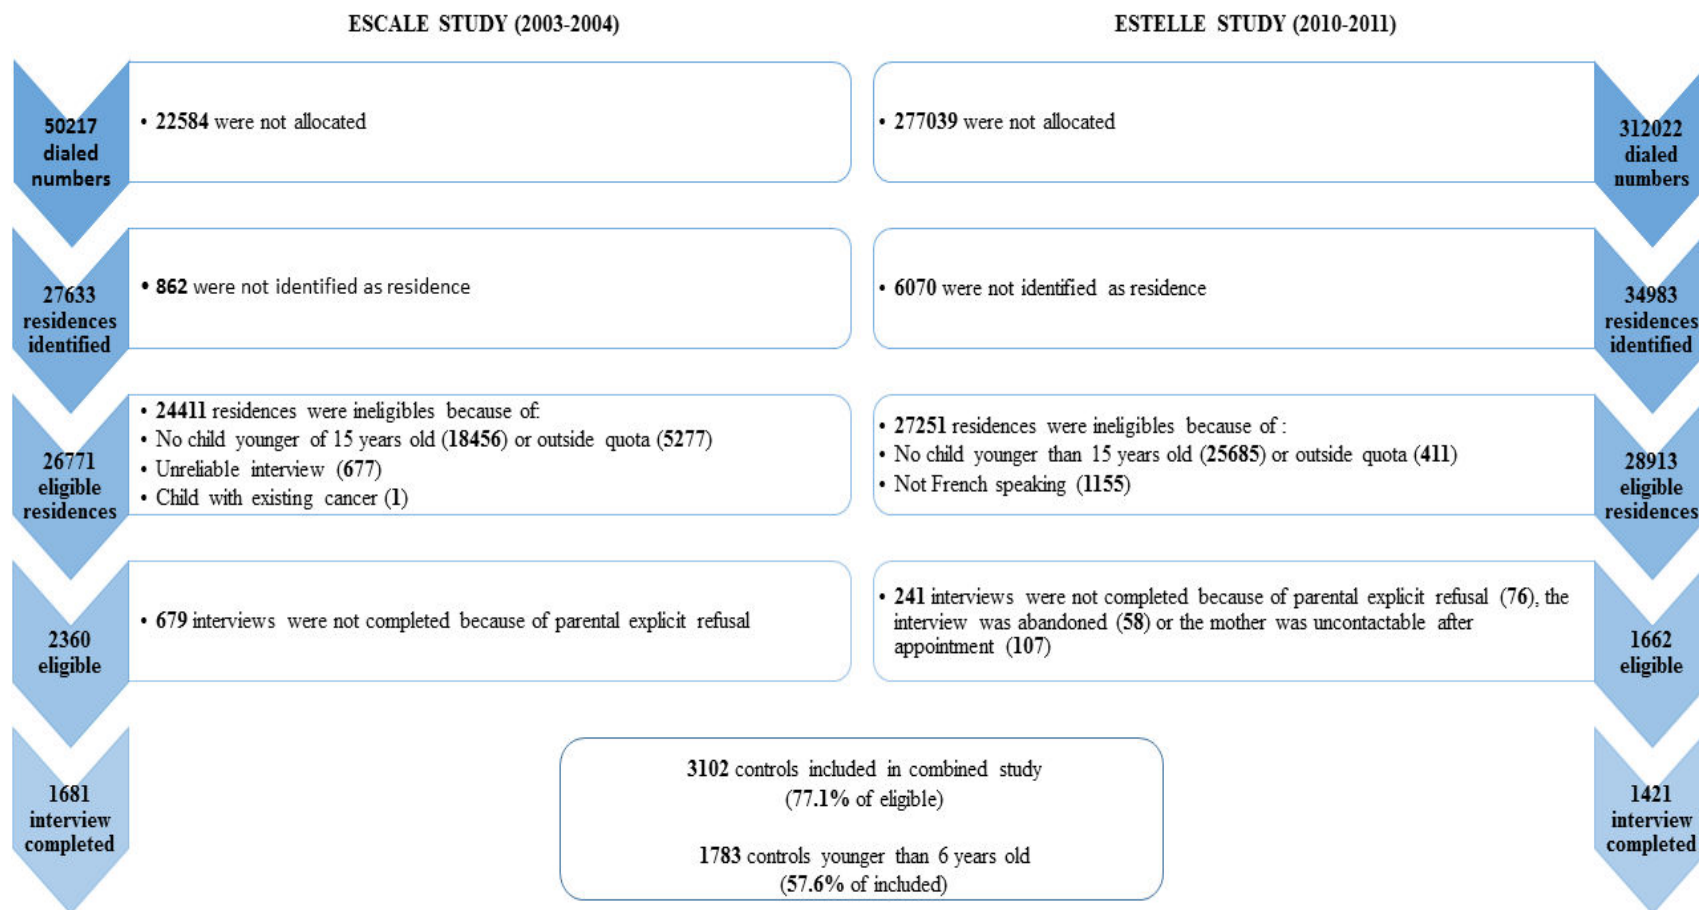 ESCALE STUDY (2003-2004)
ESTELLE STUDY (2010-2011)
50217
dialed
numbers
• 22584 were not allocated
• 277039 were not allocated
312022
dialed
numbers
27633
residences
identified
• 862 were not identified as residence
• 6070 were not identified as residence
34983
residences
identified
26771
eligible
residences
• 24411 residences were ineligibles because of:
• No child younger of 15 years old (18456) or outside quota (5277)
• Unreliable interview (677)
• Child with existing cancer (1)
• 27251 residences were ineligibles because of :
• No child younger than 15 years old (25685) or outside quota (411)
• Not French speaking (1155)
28913
eligible
residences
2360
eligible
• 679 interviews were not completed because of parental explicit refusal
• 241 interviews were not completed because of parental explicit refusal (76), the
interview was abandoned (58) or the mother was uncontactable after
appointment (107)
1662
eligible
1681
interview
completed
3102 controls included in combined study
(77.1% of eligible)
1783 controls younger than 6 years old
(57.6% of included)
1421
interview
completed